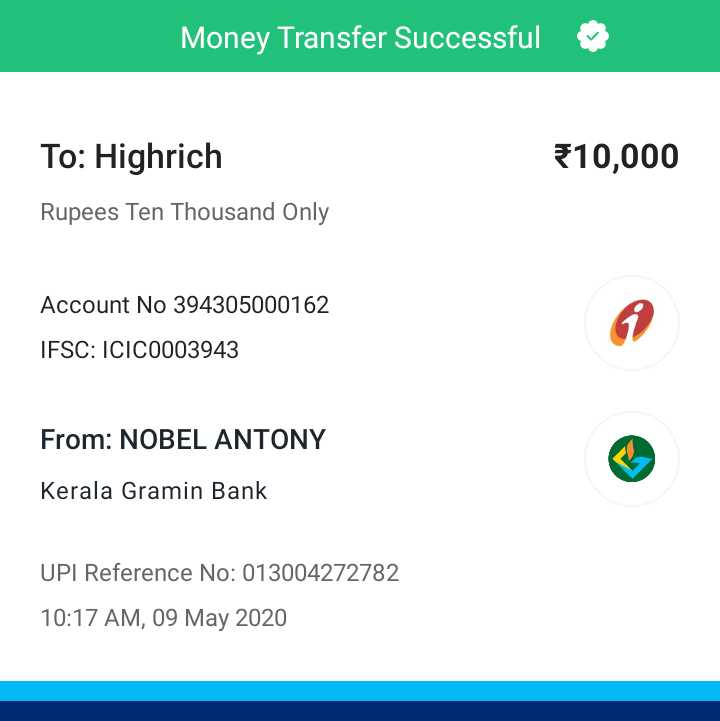 Money Transfer Successful
To: Highrich ₹10,000
Rupees Ten Thousand Only
Account No 394305000162
IFSC: ICIC0003943
From: NOBEL ANTONY
Kerala Gramin Bank
UPI Reference No: 013004272782
10:17 AM, 09 May 2020